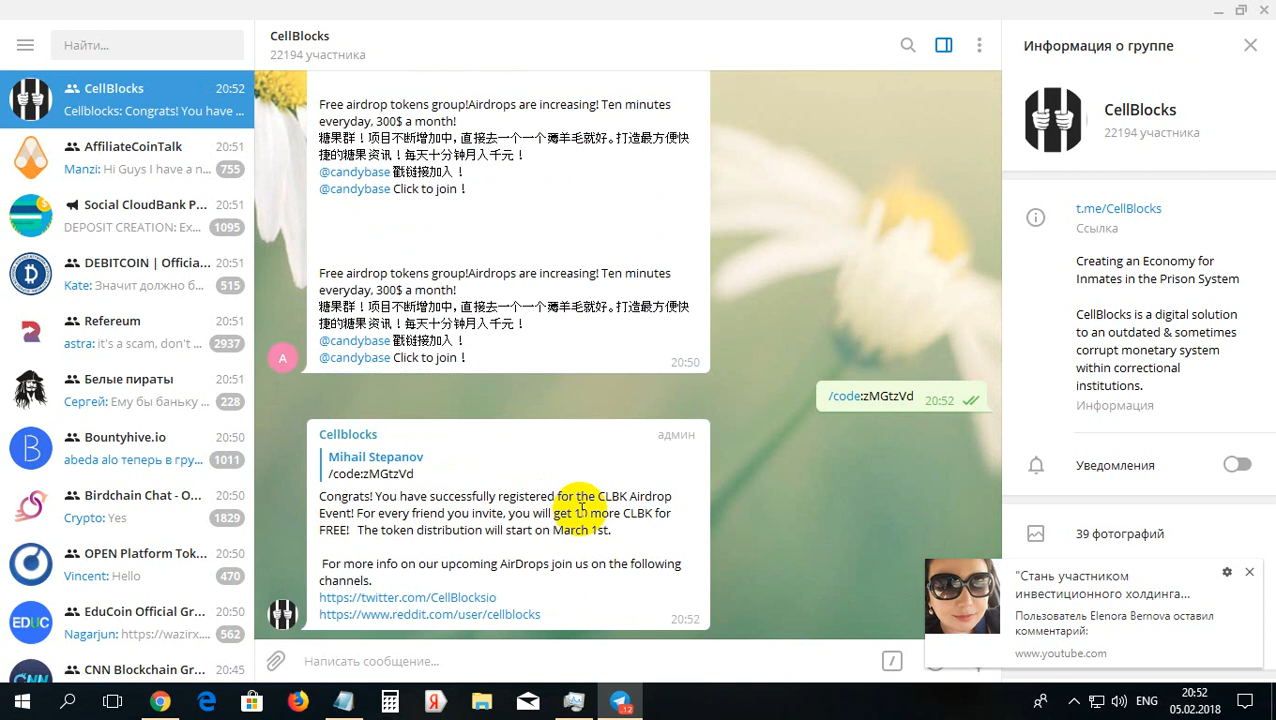 Найти...
CellBlocks 20:52
Cellblocks: Congrats! You have ...
AffiliateCoinTalk 20:51
Manzi: Hi Guys I have a n... 755
Social CloudBank P... 20:51
DEPOSIT CREATION: Ex... 1095
DEBITCOIN | Officia... 20:51
Kate: Значит должно б... 515
Refereum 20:51
astra: it's a scam, don't ... 2937
Белые пираты 20:51
Сергей: Ему бы баньку ... 228
Bountyhive.io 20:50
abeda alo теперь в гру... 1011
Birdchain Chat - O... 20:50
Crypto: Yes 1829
OPEN Platform Tok... 20:50
Vincent: Hello 470
EduCoin Official Gr... 20:50
Nagarjun: https://wazirx... 562
CNN Blockchain Gr... 20:45
EDUC
CellBlocks
22194 участника
Free airdrop tokens group!Airdrops are increasing! Ten minutes
everyday, 300$ a month!
糖果群！项目不断增加中，直接去一个一个薅羊毛就好。打造最方便快
捷的糖果资讯！每天十分钟月入千元！
@candybase 戳链接加入！
@candybase Click to join！
Free airdrop tokens group!Airdrops are increasing! Ten minutes
everyday, 300$ a month!
糖果群！项目不断增加中，直接去一个一个薅羊毛就好。打造最方便快
捷的糖果资讯！每天十分钟月入千元！
@candybase 戳链接加入！
@candybase Click to join！
A
20:50
/code:zMGtzVd 20:52
Cellblocks админ
Mihail Stepanov
/code:zMGtzVd
Congrats! You have successfully registered for the CLBK Airdrop
Event! For every friend you invite, you will get 10 more CLBK for
FREE! The token distribution will start on March 1st.
For more info on our upcoming AirDrops join us on the following
channels.
https://twitter.com/CellBlocksio
https://www.reddit.com/user/cellblocks
20:52
Написать сообщение...
Информация о группе
CellBlocks
22194 участника
t.me/CellBlocks
Ссылка
Creating an Economy for
Inmates in the Prison System
CellBlocks is a digital solution
to an outdated & sometimes
corrupt monetary system
within correctional
institutions.
Информация
Уведомления
39 фотографий
"Стань участником
инвестиционного холдинга...
Пользователь Elenora Bernova оставил
комментарий:
www.youtube.com
12
ENG
20:52
05.02.2018